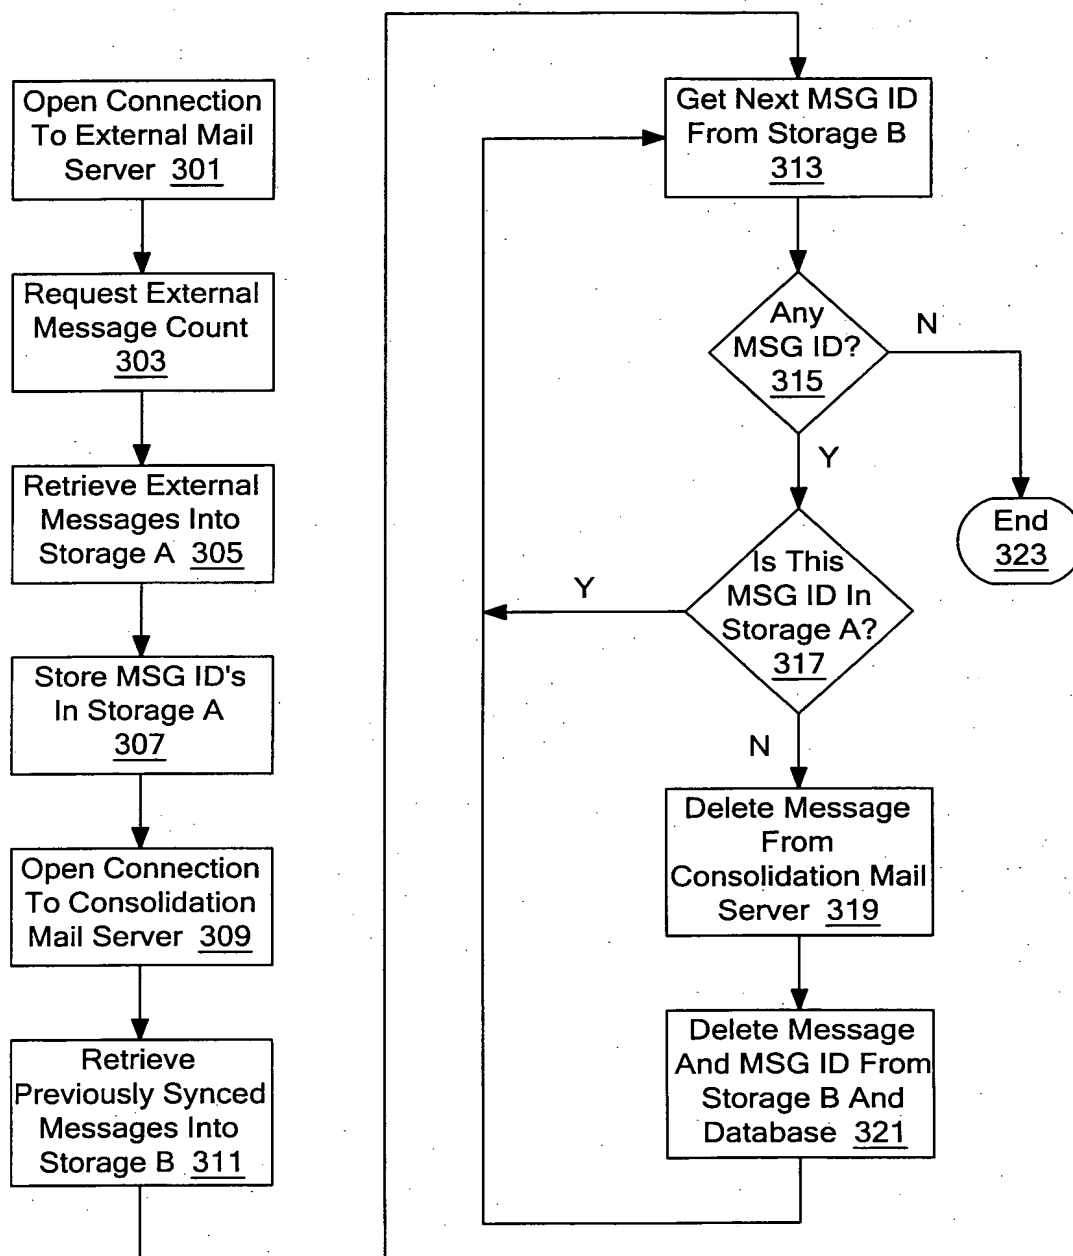 Open Connection
To External Mail
Server 301
Request External
Message Count
303
Retrieve External
Messages Into
Storage A 305
Store MSG ID's
In Storage A
307
Open Connection
To Consolidation
Mail Server 309
Retrieve
Previously Synced
Messages Into
Storage B 311
Get Next MSG ID
From Storage B
313
Any
MSG ID?
315
N
Y
End
323
Is This
MSG ID In
Storage A?
317
Y
N
Delete Message
From
Consolidation Mail
Server 319
Delete Message
And MSG ID From
Storage B And
Database 321